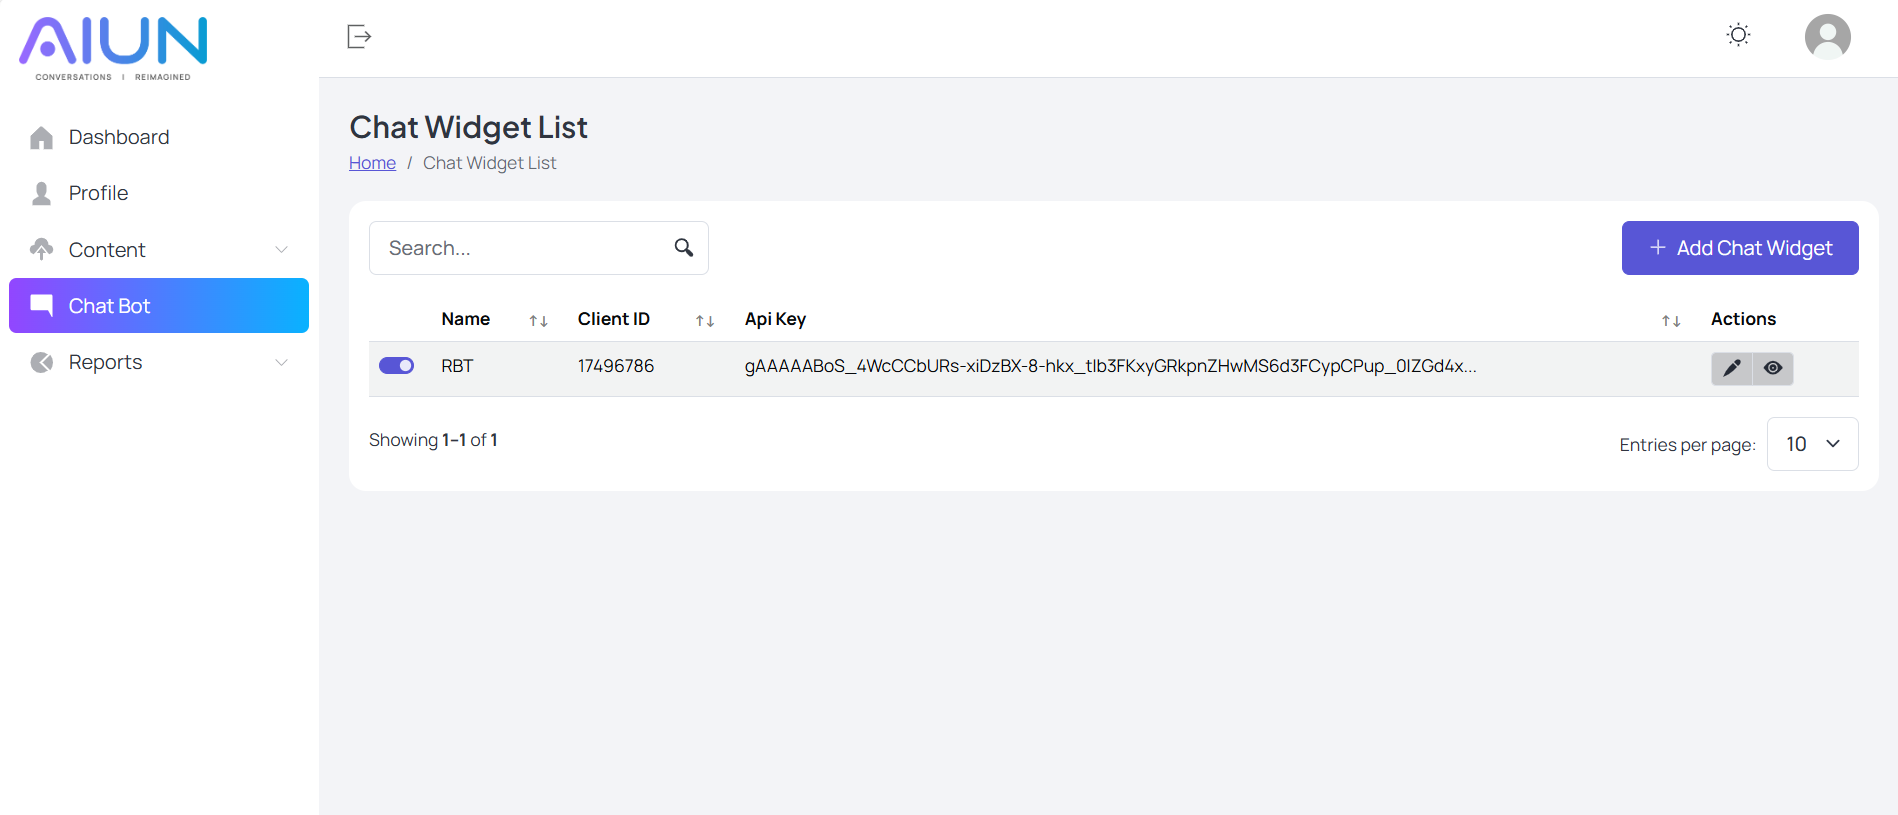 AIUN
CONVERSATIONS | REIMAGINED
Dashboard
Profile
Content
Chat Bot
Reports
Chat Widget List
Home / Chat Widget List
Search...
+ Add Chat Widget
Name ↑↓ Client ID ↑↓ Api Key ↑↓ Actions
RBT 17496786 gAAAAABoS_4WcCCbURs-xiDzBX-8-hkx_tIb3FKxyGRkpnZHwMS6d3FCypCPup_0IZGd4x...
Showing 1–1 of 1
Entries per page: 10